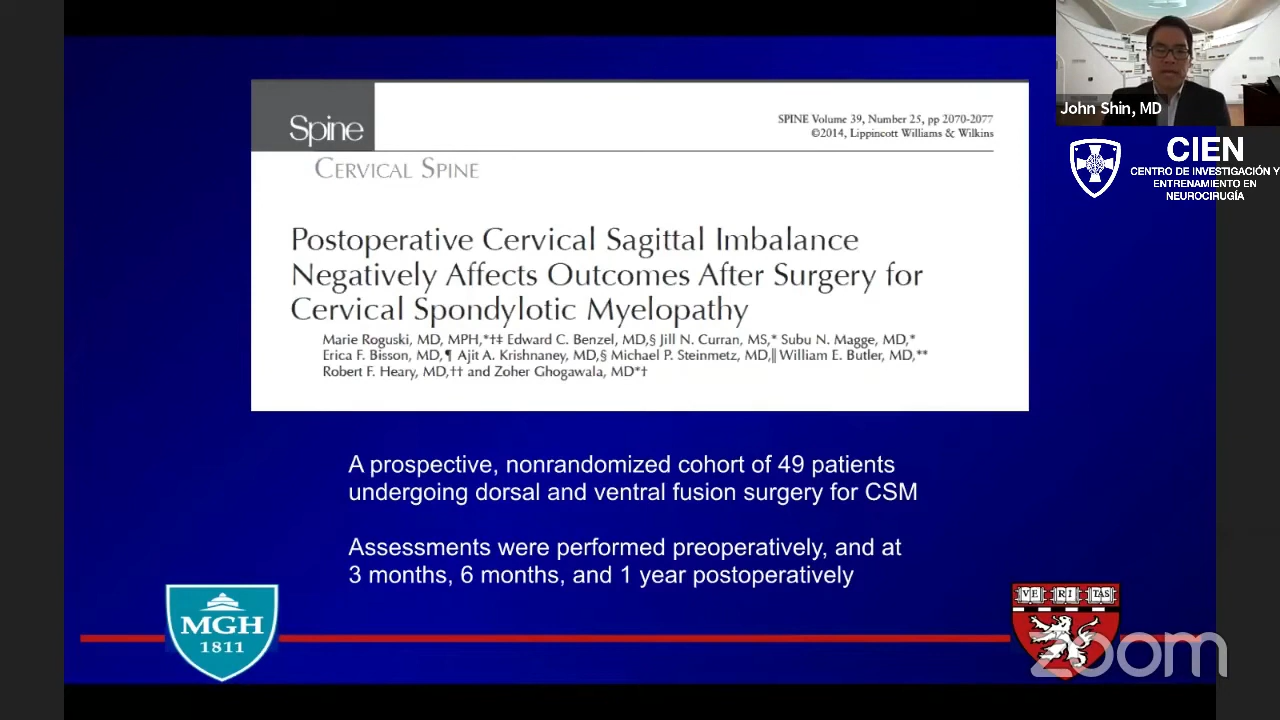 John Shin, MD
CIEN
CENTRO DE INVESTIGACIÓN Y
ENTRENAMIENTO EN
NEUROCIRUGÍA
Spine
SPINE Volume 39, Number 25, pp 2070-2077
©2014, Lippincott Williams & Wilkins
CERVICAL SPINE
Postoperative Cervical Sagittal Imbalance
Negatively Affects Outcomes After Surgery for
Cervical Spondylotic Myelopathy
Marie Roguski, MD, MPH,*†‡ Edward C. Benzel, MD,§ Jill N. Curran, MS,* Subu N. Magge, MD,*
Erica F. Bisson, MD,¶ Ajit A. Krishnaney, MD,§ Michael P. Steinmetz, MD,‖ William E. Butler, MD,**
Robert F. Heary, MD,†† and Zoher Ghogawala, MD*†
A prospective, nonrandomized cohort of 49 patients
undergoing dorsal and ventral fusion surgery for CSM
Assessments were performed preoperatively, and at
3 months, 6 months, and 1 year postoperatively
MGH
1811
VE RI TAS
zoom